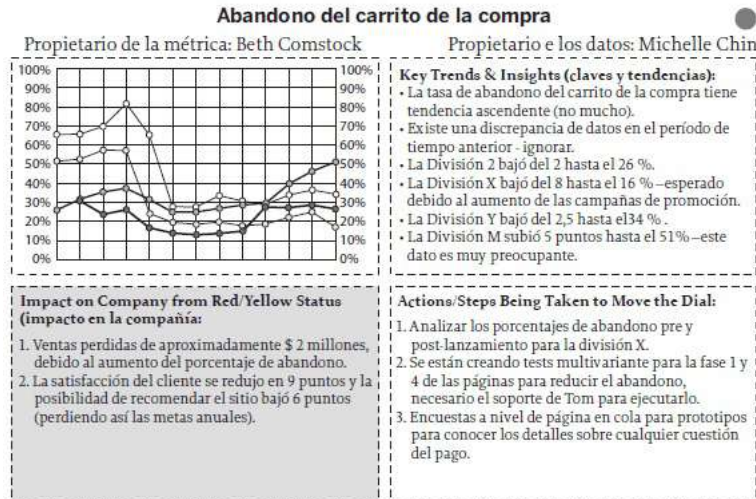 Abandono del carrito de la compra
Propietario de la métrica: Beth Comstock
Propietario e los datos: Michelle Chin
100%
90%
80%
70%
60%
50%
40%
30%
20%
10%
0%
100%
90%
80%
70%
60%
50%
40%
30%
20%
10%
0%
Key Trends & Insights (claves y tendencias):
• La tasa de abandono del carrito de la compra tiene
tendencia ascendente (no mucho).
• Existe una discrepancia de datos en el período de
tiempo anterior - ignorar.
• La División 2 bajó del 2 hasta el 26 %.
• La División X bajó del 8 hasta el 16 % –esperado
debido al aumento de las campañas de promoción.
• La División Y bajó del 2,5 hasta el34 % .
• La División M subió 5 puntos hasta el 51% –este
dato es muy preocupante.
Impact on Company from Red/Yellow Status
(impacto en la compañía:
1. Ventas perdidas de aproximadamente $ 2 millones,
debido al aumento del porcentaje de abandono.
2. La satisfacción del cliente se redujo en 9 puntos y la
posibilidad de recomendar el sitio bajó 6 puntos
(perdiendo así las metas anuales).
Actions/Steps Being Taken to Move the Dial:
1. Analizar los porcentajes de abandono pre y
post-lanzamiento para la división X.
2. Se están creando tests multivariante para la fase 1 y
4 de las páginas para reducir el abandono,
necesario el soporte de Tom para ejecutarlo.
3. Encuestas a nivel de página en cola para prototipos
para conocer los detalles sobre cualquier cuestión
del pago.